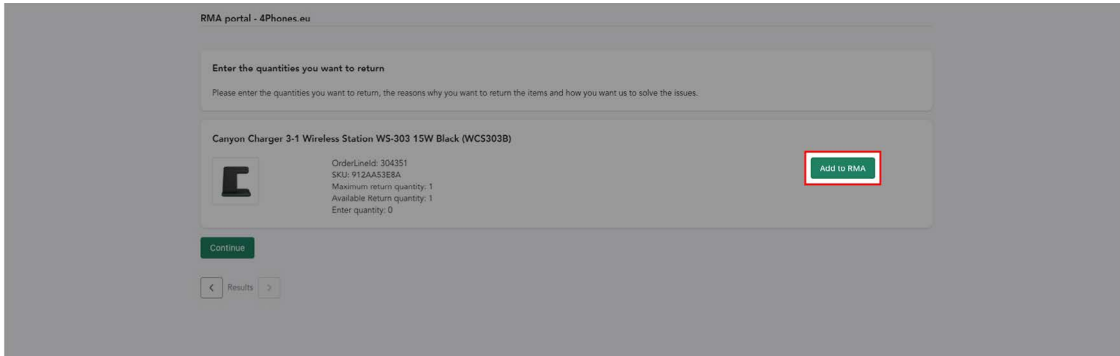 RMA portal - 4Phones.eu
Enter the quantities you want to return
Please enter the quantities you want to return, the reasons why you want to return the items and how you want us to solve the issues.
Canyon Charger 3-1 Wireless Station WS-303 15W Black (WCS303B)
OrderLineId: 304351
SKU: 912AA53E8A
Maximum return quantity: 1
Available Return quantity: 1
Enter quantity: 0
Add to RMA
Continue
Results